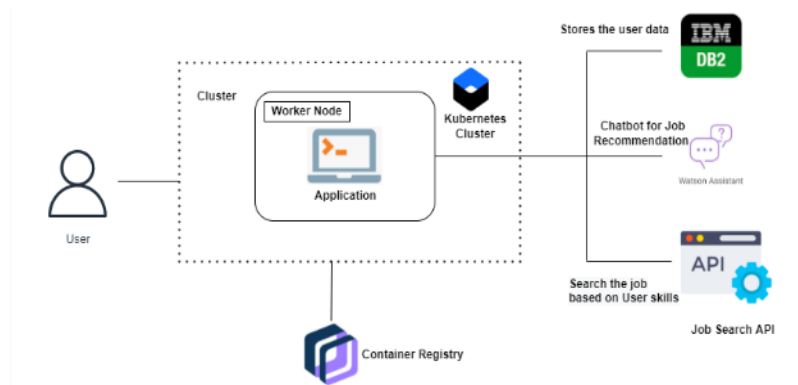 Stores the user data
IBM
DB2
Cluster
Worker Node
Kubernetes
Cluster
Chatbot for Job
Recommendation
?
Watson Assistant
Application
User
API
Search the job
based on User skills
Job Search API
Container Registry